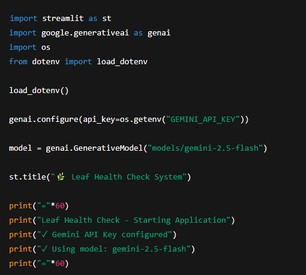 import streamlit as st
import google.generativeai as genai
import os
from dotenv import load_dotenv
load_dotenv()
genai.configure(api_key=os.getenv("GEMINI_API_KEY"))
model = genai.GenerativeModel("models/gemini-2.5-flash")
st.title("🌿 Leaf Health Check System")
print("="*60)
print("Leaf Health Check - Starting Application")
print("✓ Gemini API Key configured")
print("✓ Using model: gemini-2.5-flash")
print("="*60)